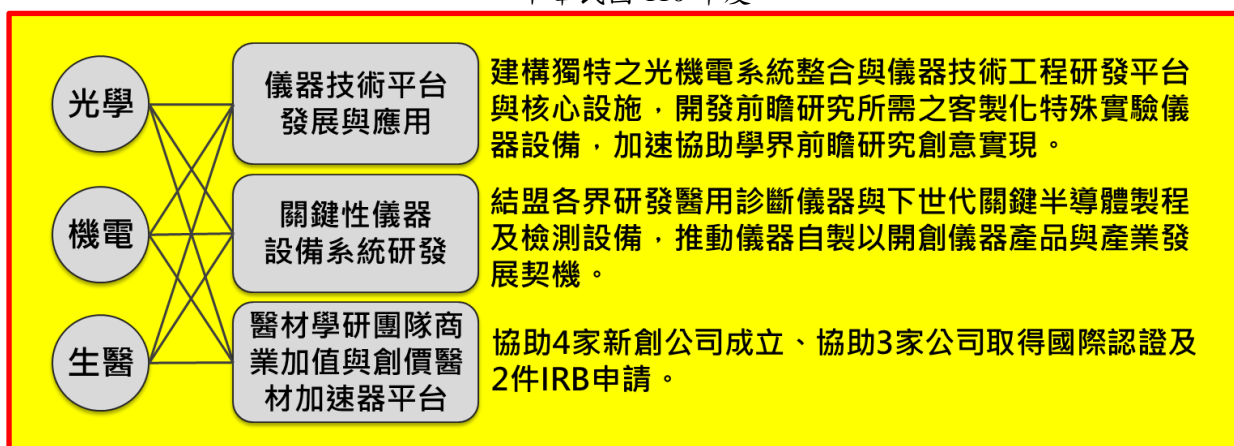 光學
儀器技術平台
發展與應用
建構獨特之光機電系統整合與儀器技術工程研發平台
與核心設施，開發前瞻研究所需之客製化特殊實驗儀
器設備，加速協助學界前瞻研究創意實現。
機電
關鍵性儀器
設備系統研發
結盟各界研發醫用診斷儀器與下世代關鍵半導體製程
及檢測設備，推動儀器自製以開創儀器產品與產業發
展契機。
生醫
醫材學研團隊商
業加值與創價醫
材加速器平台
協助4家新創公司成立、協助3家公司取得國際認證及
2件IRB申請。